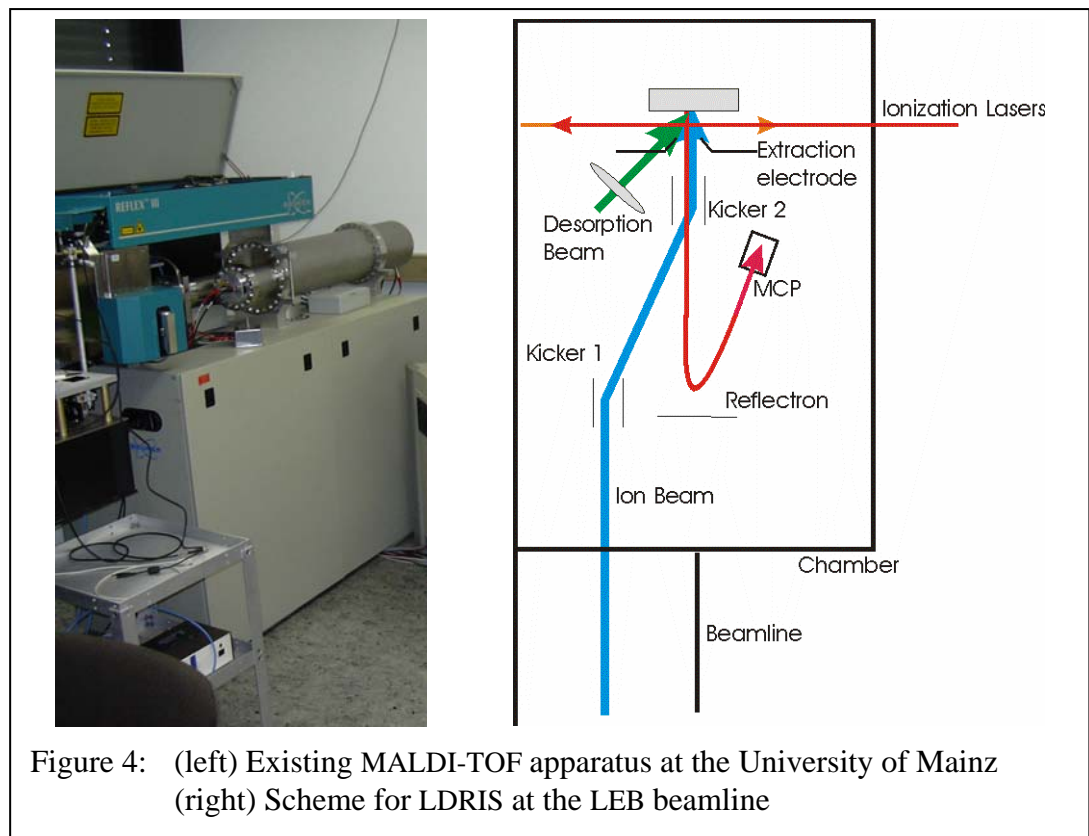 REFLEX III
Ionization Lasers
Extraction
electrode
Desorption
Beam
Kicker 2
MCP
Kicker 1
Reflectron
Ion Beam
Chamber
Beamline
Figure 4: (left) Existing MALDI-TOF apparatus at the University of Mainz
(right) Scheme for LDRIS at the LEB beamline